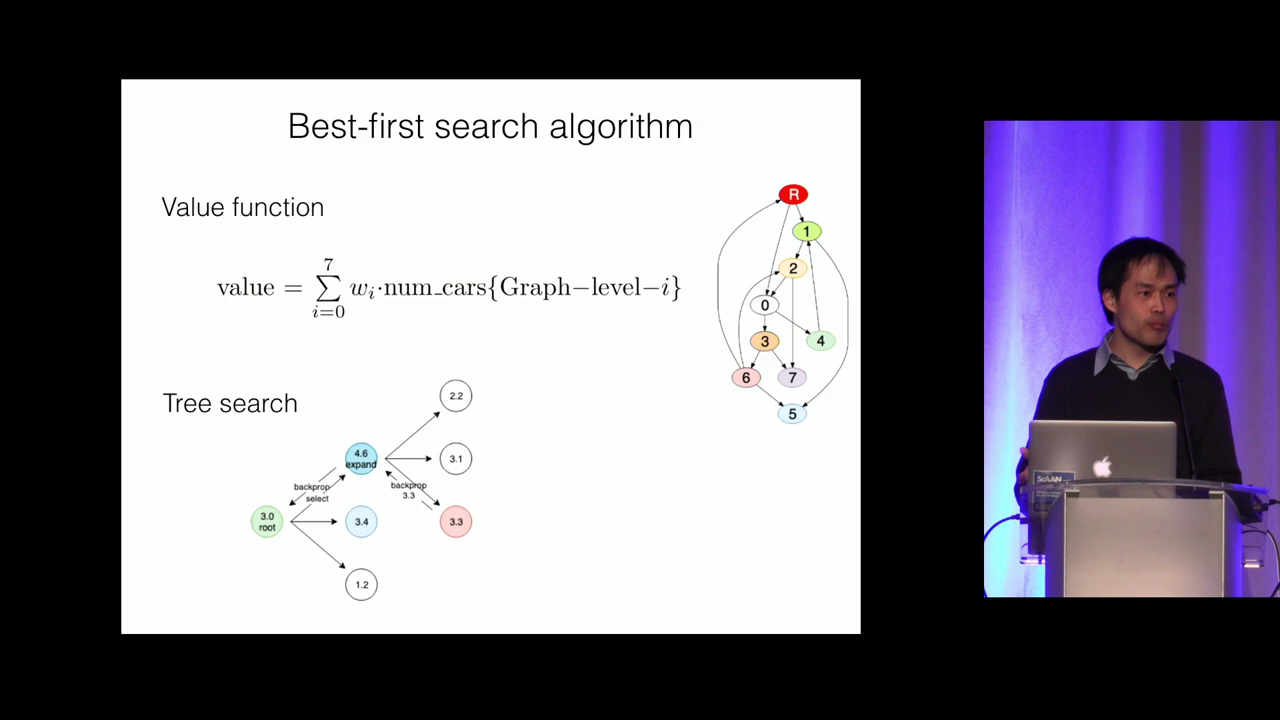 Best-first search algorithm
Value function
value = ∑ i=0 7 wᵢ·num_cars{Graph−level−i}
R
1
2
0
3
4
6
7
5
Tree search
2.2
4.6
expand
3.1
backprop
select
backprop
3.3
3.0
root
3.4
3.3
1.2